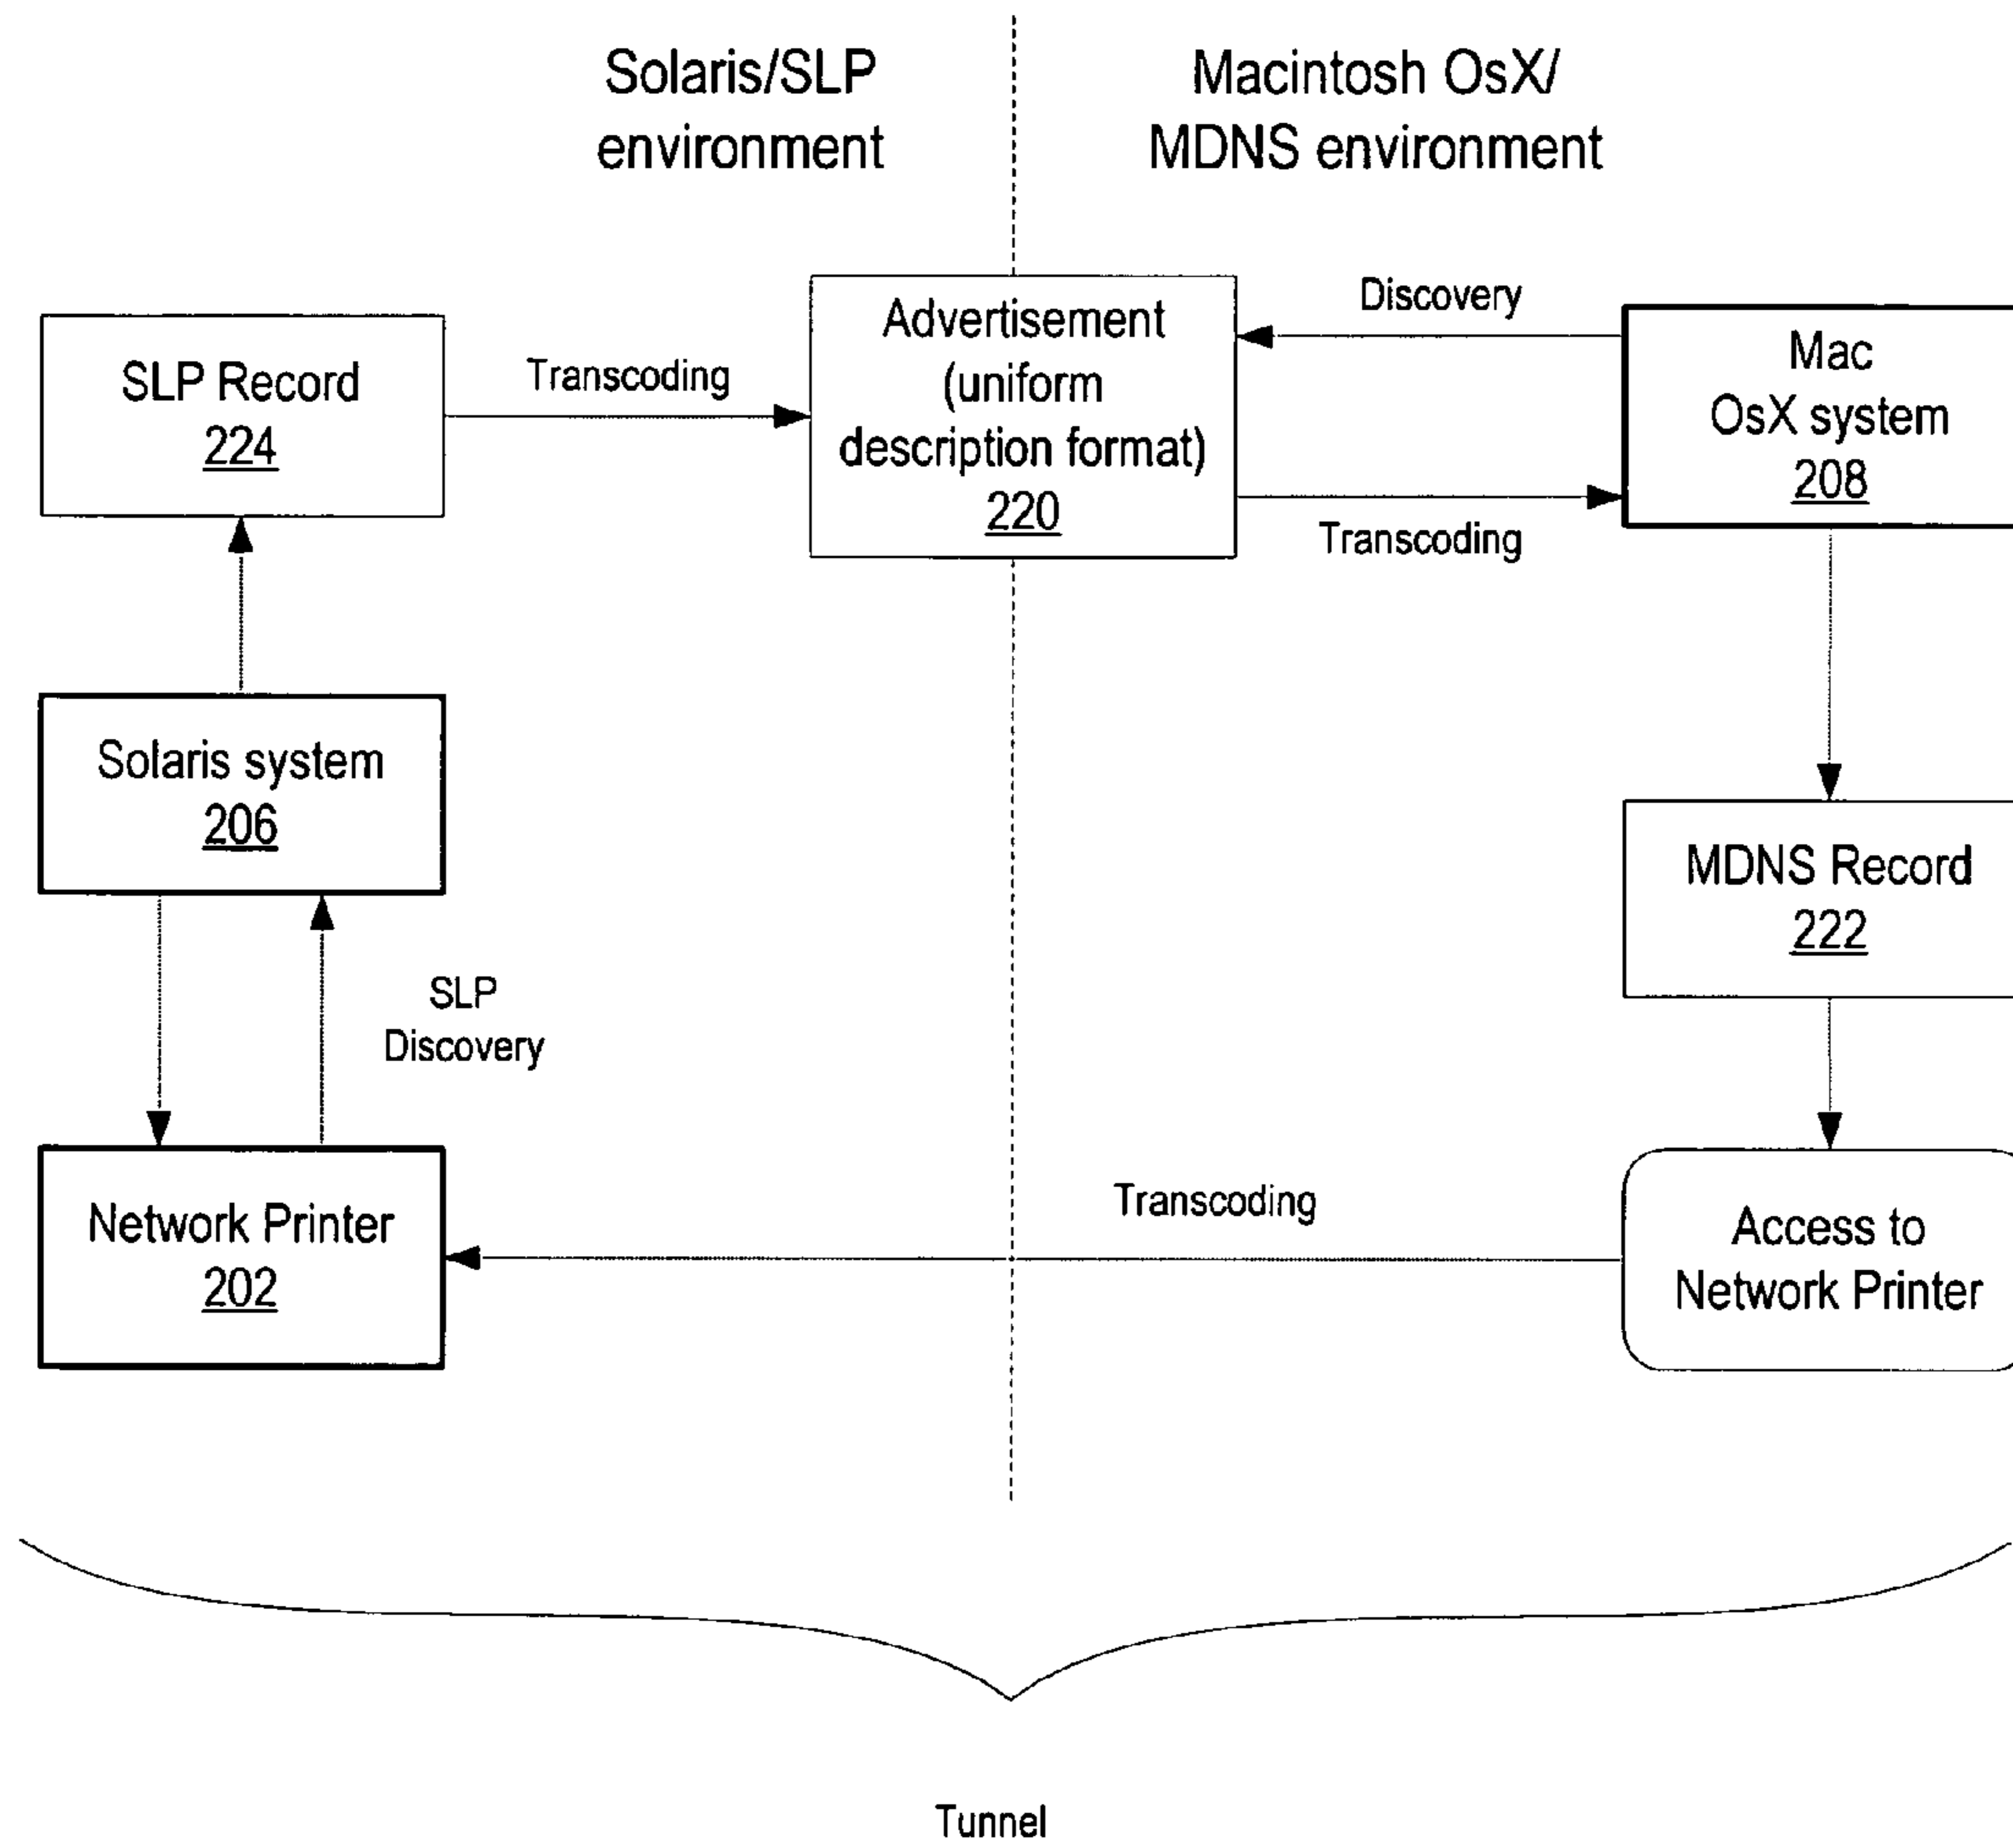 Solaris/SLP
environment
Macintosh OsX/
MDNS environment
SLP Record
224
Transcoding
Advertisement
(uniform
description format)
220
Discovery
Transcoding
Mac
OsX system
208
Solaris system
206
MDNS Record
222
SLP
Discovery
Network Printer
202
Transcoding
Access to
Network Printer
Tunnel